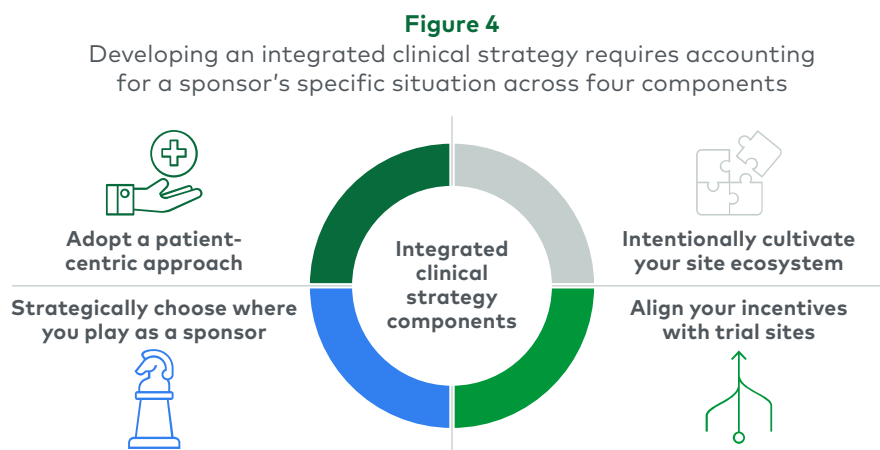 Figure 4
Developing an integrated clinical strategy requires accounting
for a sponsor's specific situation across four components
Adopt a patient-
centric approach
Intentionally cultivate
your site ecosystem
Integrated
clinical
strategy
components
Strategically choose where
you play as a sponsor
Align your incentives
with trial sites